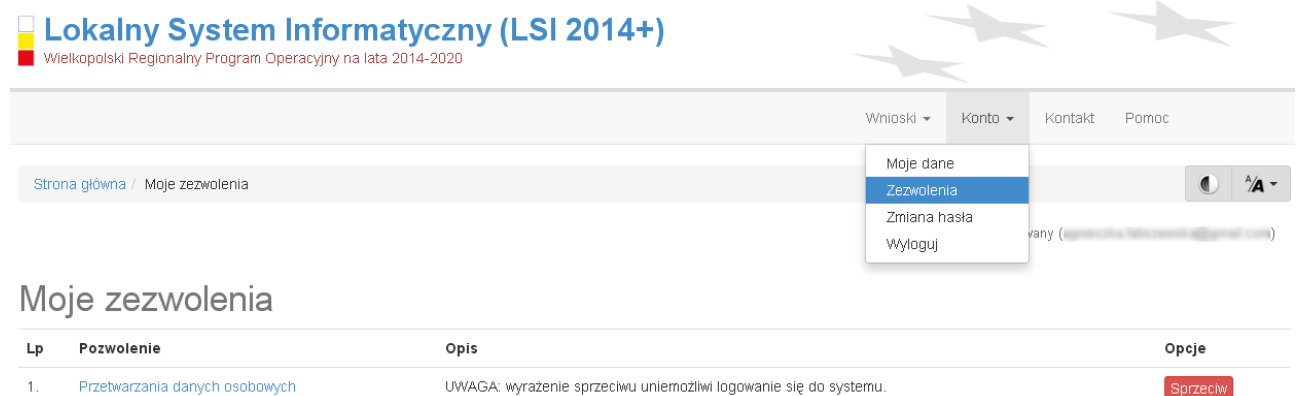 Lokalny System Informatyczny (LSI 2014+)
Wielkopolski Regionalny Program Operacyjny na lata 2014-2020
Wnioski Konto Kontakt Pomoc
Moje dane
Zezwolenia
Zmiana hasła
Wyloguj
Strona główna / Moje zezwolenia
A/A
Moje zezwolenia
Lp Pozwolenie Opis Opcje
1. Przetwarzania danych osobowych UWAGA: wyrażenie sprzeciwu uniemożliwi logowanie się do systemu. Sprzeciw